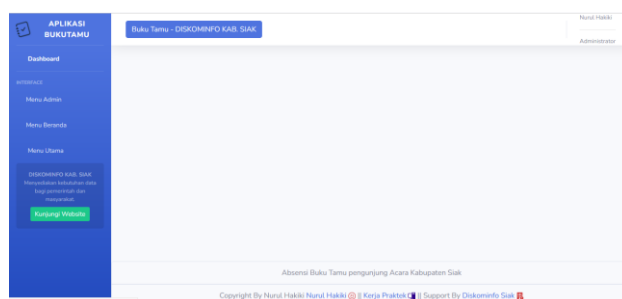 APLIKASI
BUKUTAMU
Buku Tamu - DISKOMINFO KAB. SIAK
Nurul Hakiki
Administrator
Dashboard
INTERFACE
Menu Admin
Menu Beranda
Menu Utama
DISKOMINFO KAB. SIAK
Menyediakan kebutuhan data
bagi pemerintah dan
masyarakat.
Kunjungi Website
Absensi Buku Tamu pengunjung Acara Kabupaten Siak
Copyright By Nurul Hakiki Nurul Hakiki || Kerja Praktek || Support By Diskominfo Siak